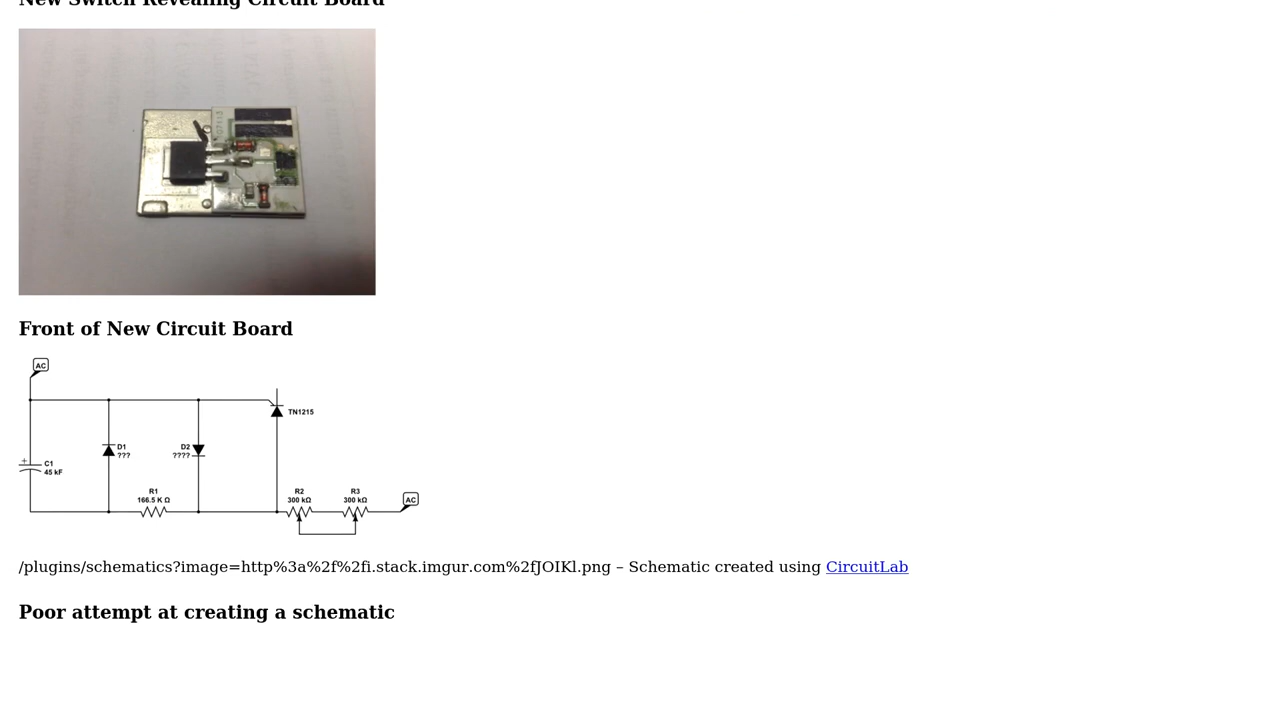 New Switch Revealing Circuit Board
Front of New Circuit Board
AC
TN1215
D1
???
D2
????
+
C1
45 kF
R1
166.5 K Ω
R2
300 kΩ
R3
300 kΩ
AC
/plugins/schematics?image=http%3a%2f%2fi.stack.imgur.com%2fJOIKl.png – Schematic created using CircuitLab
Poor attempt at creating a schematic